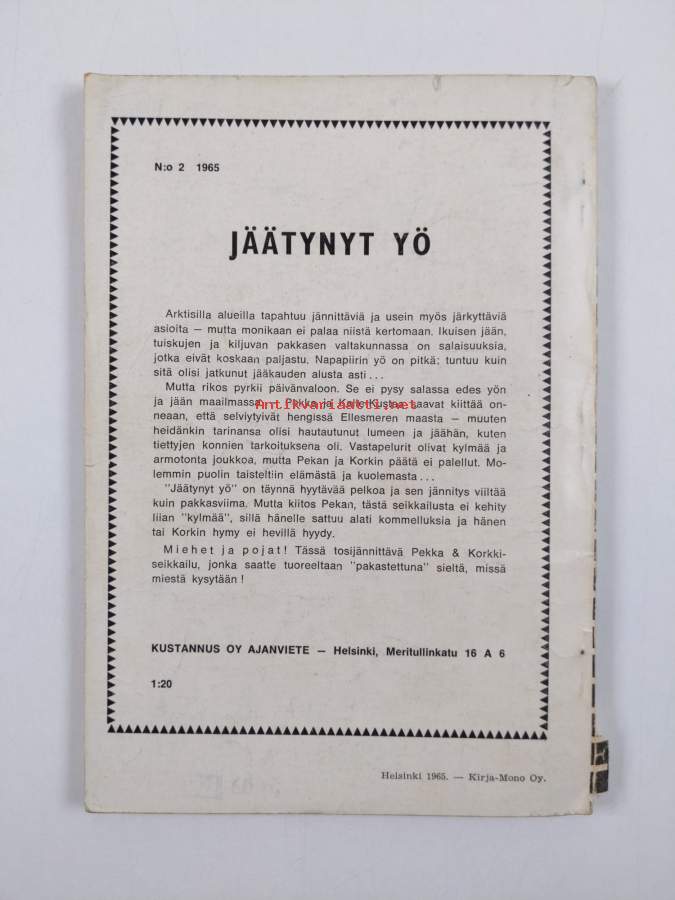 N:o 2 1965
JÄÄTYNYT YÖ
Arktisilla alueilla tapahtuu jännittäviä ja usein myös järkyttäviä
asioita – mutta monikaan ei palaa niistä kertomaan. Ikuisen jään,
tuiskujen ja kiljuvan pakkasen valtakunnassa on salaisuuksia,
jotka eivät koskaan paljastu. Napapiirin yö on pitkä: tuntuu kuin
sitä olisi jatkunut jääkauden alusta asti...
Mutta rikos pyrkii päivänvaloon. Se ei pysy salassa edes yön
ja jään maailmassa – Pekka ja Kalle-Kustaa saavat kiittää on-
Antikvariaatti.net
neaan, että selviytyivät hengissä Ellesmeren maasta – muuten
heidänkin tarinansa olisi hautautunut lumeen ja jäähän, kuten
tiettyjen konnien tarkoituksena oli. Vastapelurit olivat kylmää ja
armotonta joukkoa, mutta Pekan ja Korkin päätä ei palellut. Mo-
lemmin puolin taisteltiin elämästä ja kuolemasta...
"Jäätynyt yö" on täynnä hyytävää pelkoa ja sen jännitys viiltää
kuin pakkasviima. Mutta kiitos Pekan, tästä seikkailusta ei kehity
liian "kylmää", sillä hänelle sattuu alati kommelluksia ja hänen
tai Korkin hymy ei hevillä hyydy.
Miehet ja pojat! Tässä tosijännittävä Pekka & Korkki-
seikkailu, jonka saatte tuoreeltaan "pakastettuna" sieltä, missä
miestä kysytään!
KUSTANNUS OY AJANVIETE – Helsinki, Meritullinkatu 16 A 6
1:20
Helsinki 1965. — Kirja-Mono Oy.